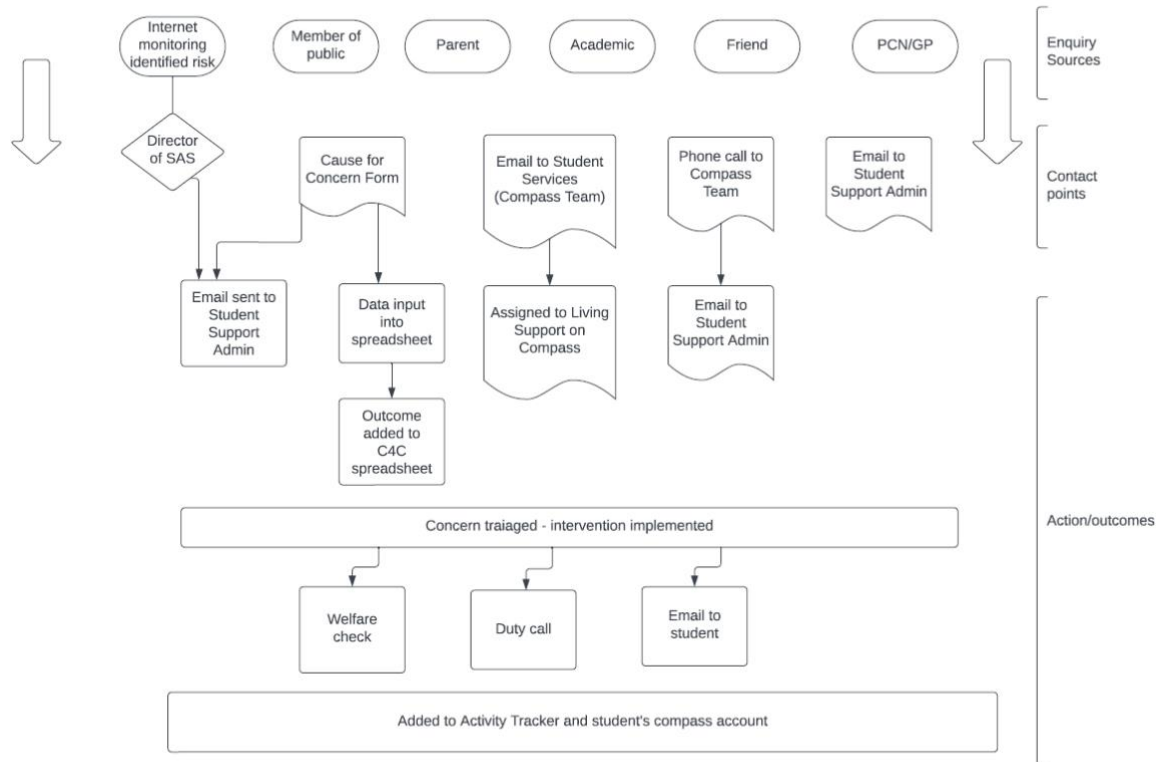 Internet
monitoring
identified risk
Member of
public
Parent
Academic
Friend
PCN/GP
Enquiry
Sources
Director
of SAS
Cause for
Concern Form
Email to Student
Services
(Compass Team)
Phone call to
Compass
Team
Email to
Student
Support Admin
Contact
points
Email sent to
Student
Support
Admin
Data input
into
spreadsheet
Assigned to Living
Support on
Compass
Email to
Student
Support Admin
Outcome
added to
C4C
spreadsheet
Concern traiaged - intervention implemented
Action/outcomes
Welfare
check
Duty call
Email to
student
Added to Activity Tracker and student's compass account